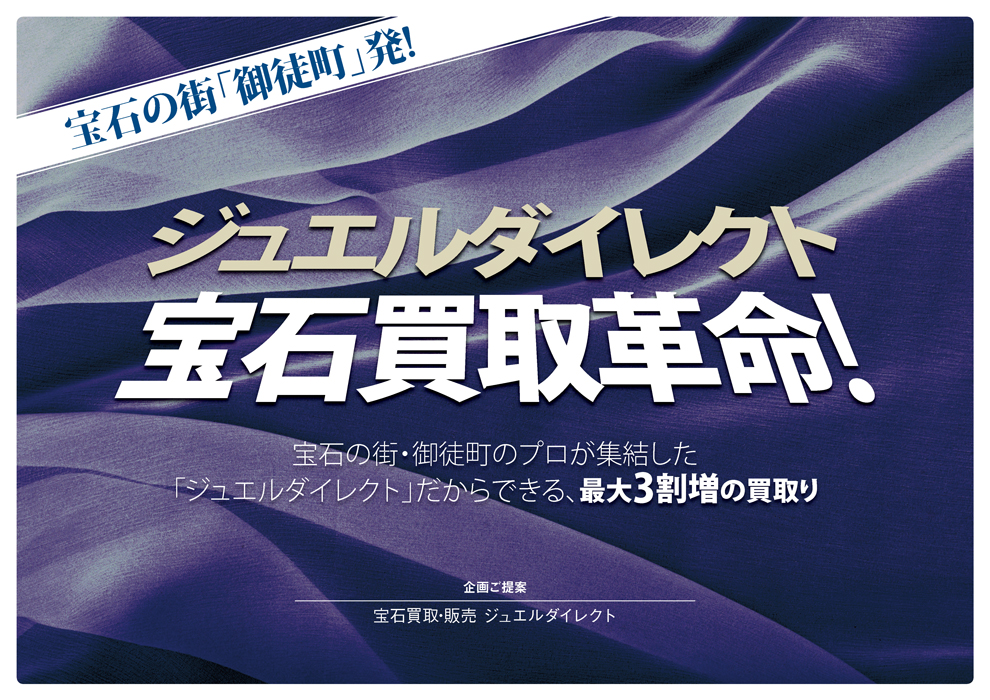 宝石の街「御徒町」発!
ジュエルダイレクト
宝石買取革命!
宝石の街・御徒町のプロが集結した
「ジュエルダイレクト」だからできる、最大3割増の買取り
企画ご提案
宝石買取・販売 ジュエルダイレクト